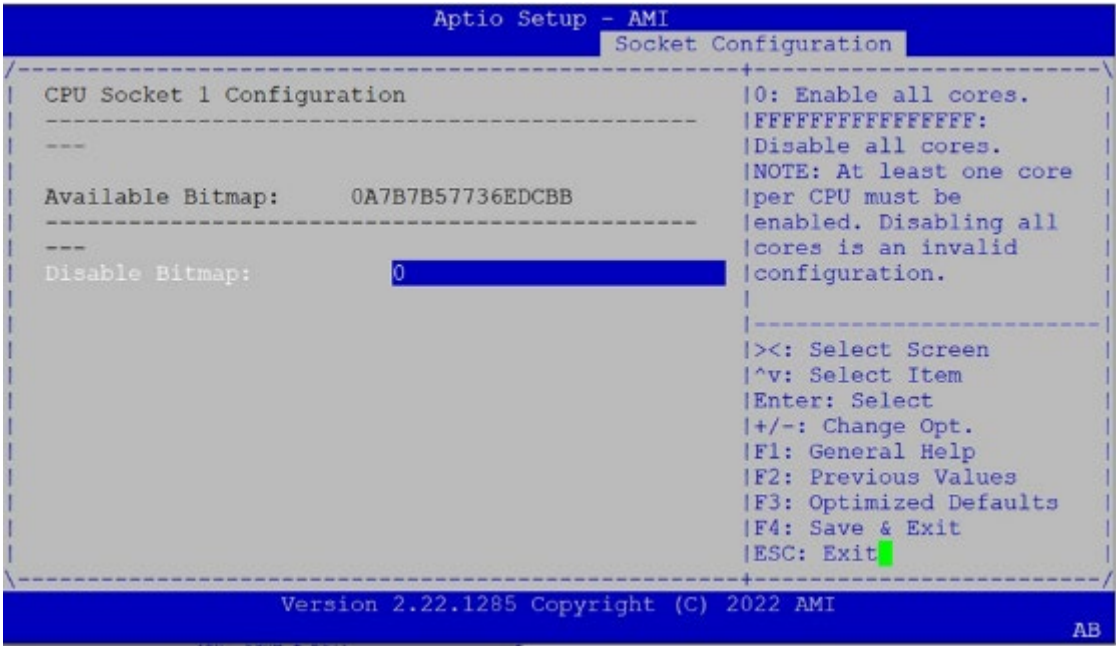 Aptio Setup - AMI
Socket Configuration
CPU Socket 1 Configuration
Available Bitmap: 0A7B7B57736EDCBB
Disable Bitmap: 0
0: Enable all cores.
FFFFFFFFFFFFFFFF:
Disable all cores.
NOTE: At least one core
per CPU must be
enabled. Disabling all
cores is an invalid
configuration.
><: Select Screen
^v: Select Item
Enter: Select
+/-: Change Opt.
F1: General Help
F2: Previous Values
F3: Optimized Defaults
F4: Save & Exit
ESC: Exit
Version 2.22.1285 Copyright (C) 2022 AMI
AB